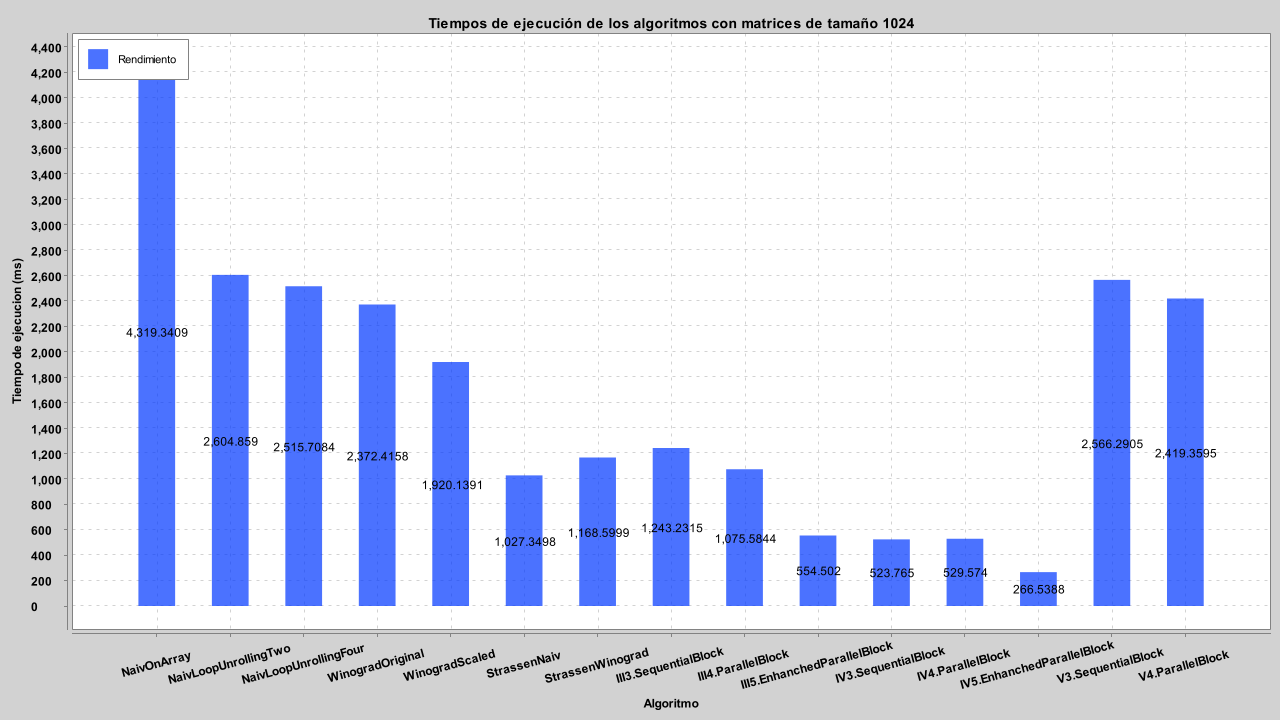 Tiempos de ejecución de los algoritmos con matrices de tamaño 1024
Rendimiento
Tiempo de ejecucion (ms)
4,400
4,200
4,000
3,800
3,600
3,400
3,200
3,000
2,800
2,600
2,400
2,200
2,000
1,800
1,600
1,400
1,200
1,000
800
600
400
200
0
4,319.3409
2,604.859
2,515.7084
2,372.4158
1,920.1391
1,027.3498
1,168.5999
1,243.2315
1,075.5844
554.502
523.765
529.574
266.5388
2,566.2905
2,419.3595
NaivOnArray
NaivLoopUnrollingTwo
NaivLoopUnrollingFour
WinogradOriginal
WinogradScaled
StrassenNaiv
StrassenWinograd
III3.SequentialBlock
III4.ParallelBlock
III5.EnhanchedParallelBlock
IV3.SequentialBlock
IV4.ParallelBlock
IV5.EnhanchedParallelBlock
V3.SequentialBlock
V4.ParallelBlock
Algoritmo